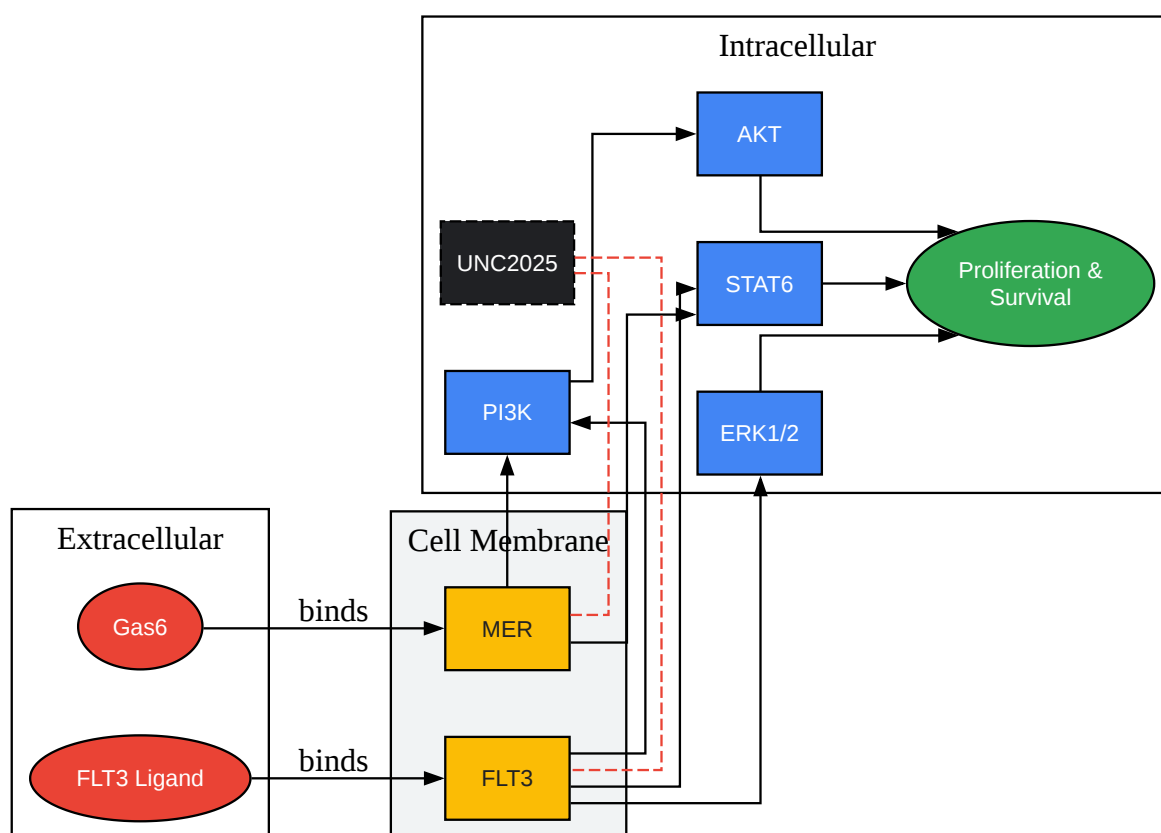 Intracellular
AKT
UNC2025
STAT6
Proliferation &
Survival
PI3K
ERK1/2
Extracellular
Cell Membrane
Gas6
binds
MER
FLT3 Ligand
binds
FLT3